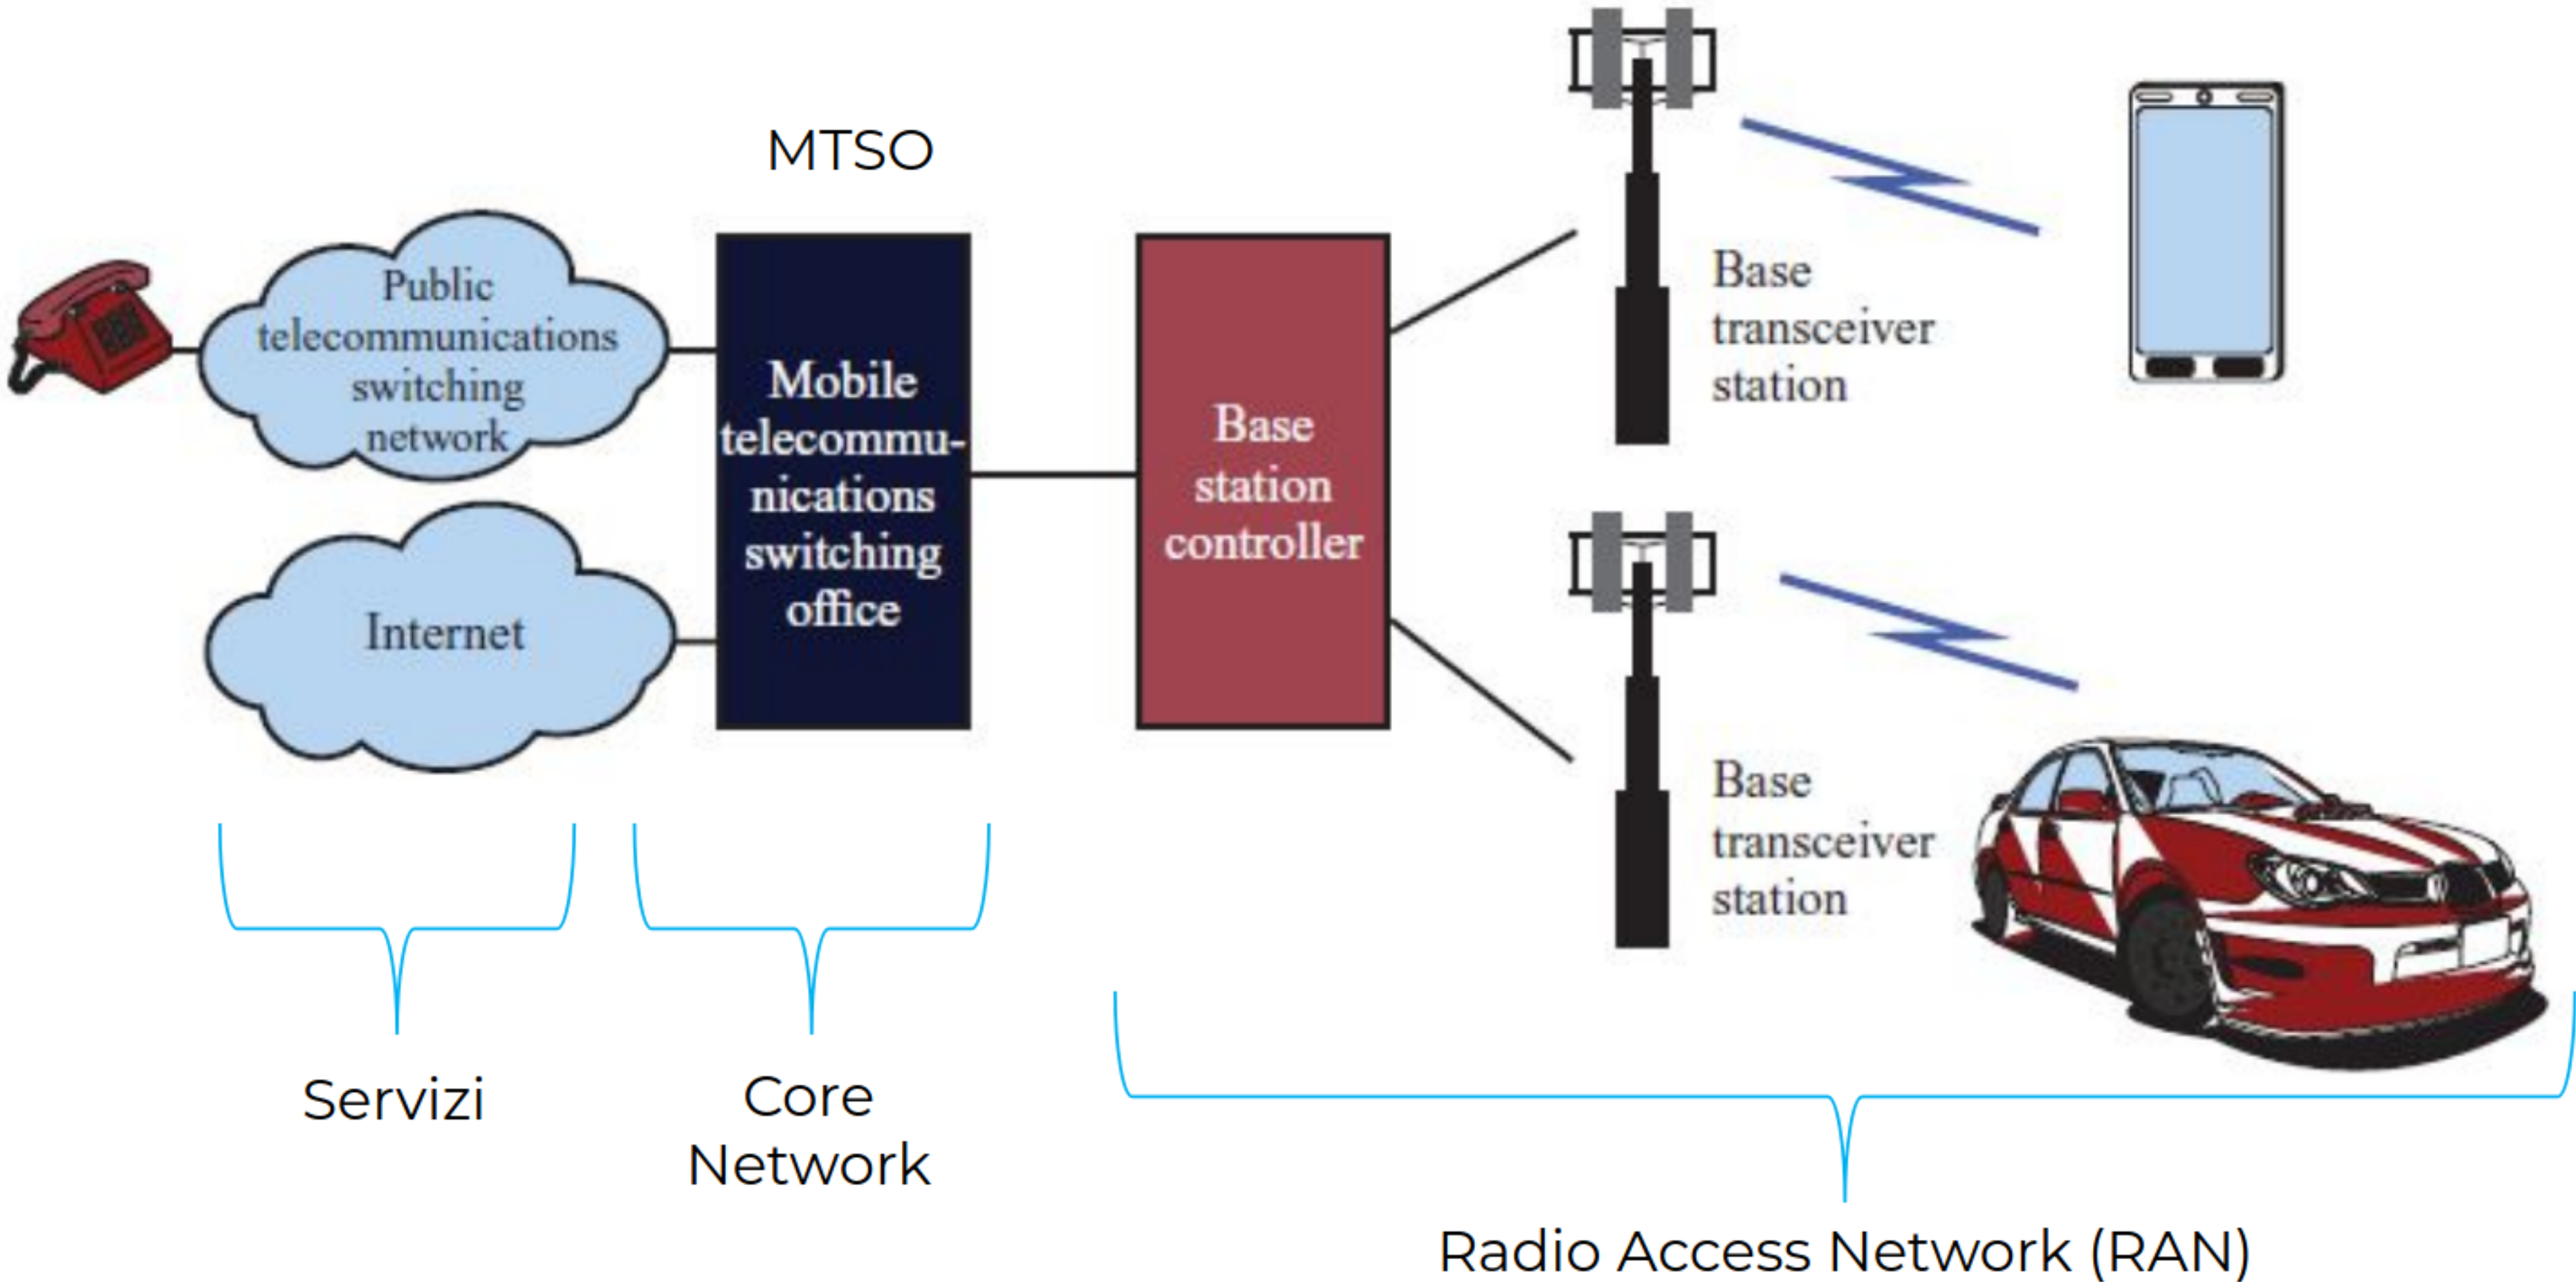 MTSO
Public
telecommunications
switching
network
Internet
Mobile
telecommu-
nications
switching
office
Base
station
controller
Base
transceiver
station
Base
transceiver
station
Servizi
Core
Network
Radio Access Network (RAN)